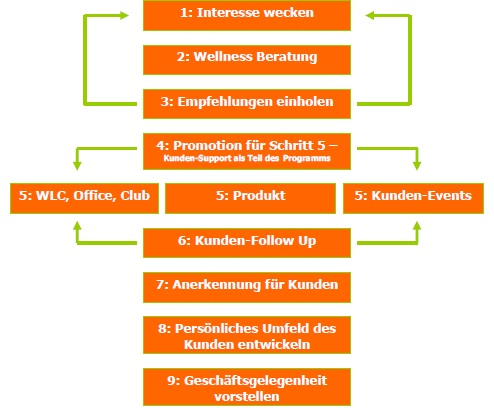 1: Interesse wecken
2: Wellness Beratung
3: Empfehlungen einholen
4: Promotion für Schritt 5 –
Kunden-Support als Teil des Programms
5: WLC, Office, Club
5: Produkt
5: Kunden-Events
6: Kunden-Follow Up
7: Anerkennung für Kunden
8: Persönliches Umfeld des
Kunden entwickeln
9: Geschäftsgelegenheit
vorstellen